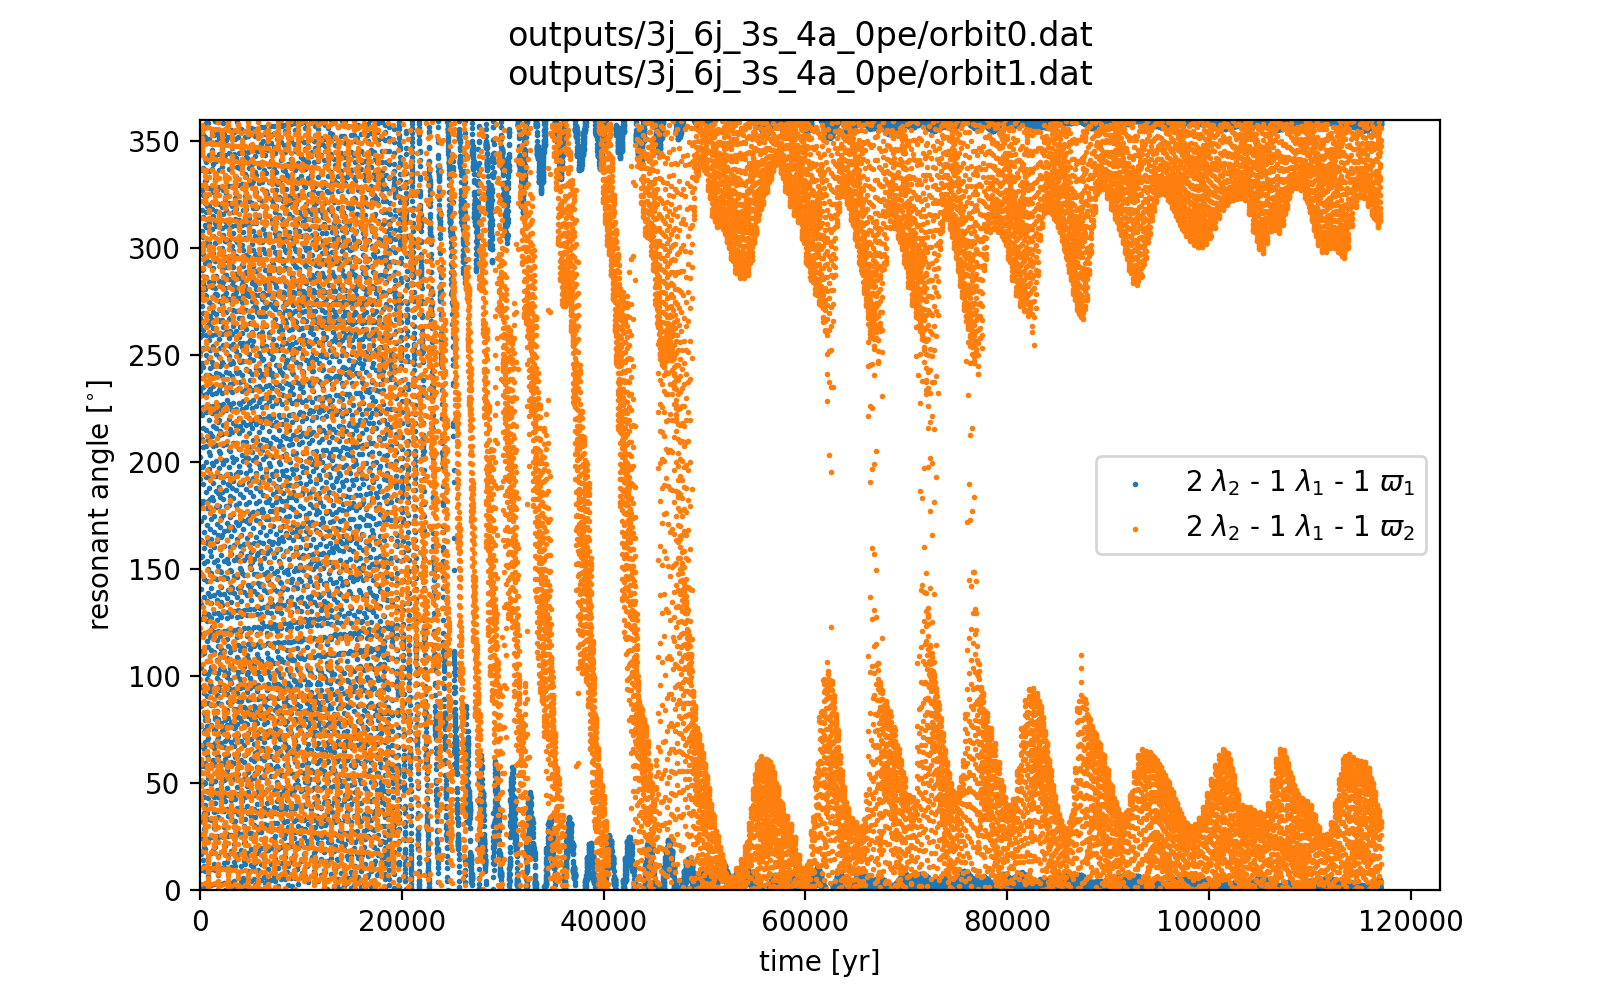 outputs/3j_6j_3s_4a_0pe/orbit0.dat
outputs/3j_6j_3s_4a_0pe/orbit1.dat
resonant angle [°]
350
300
250
200
150
100
50
0
2 λ₂ - 1 λ₁ - 1 ϖ₁
2 λ₂ - 1 λ₁ - 1 ϖ₂
0 20000 40000 60000 80000 100000 120000
time [yr]